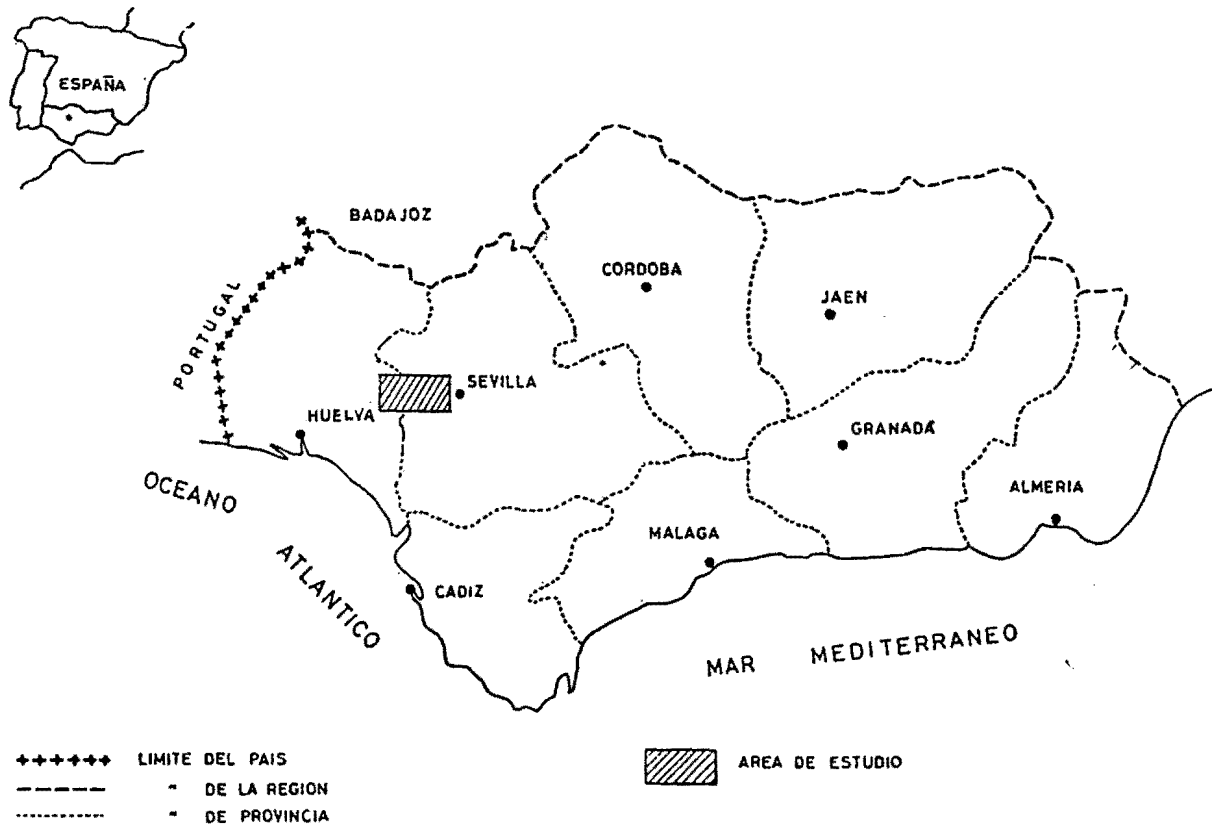 ESPAÑA
BADAJOZ
PORTUGAL
CORDOBA
JAEN
SEVILLA
HUELVA
GRANADA
OCEANO
ATLANTICO
ALMERIA
MALAGA
CADIZ
MAR MEDITERRANEO
LIMITE DEL PAIS
" DE LA REGION
" DE PROVINCIA
AREA DE ESTUDIO